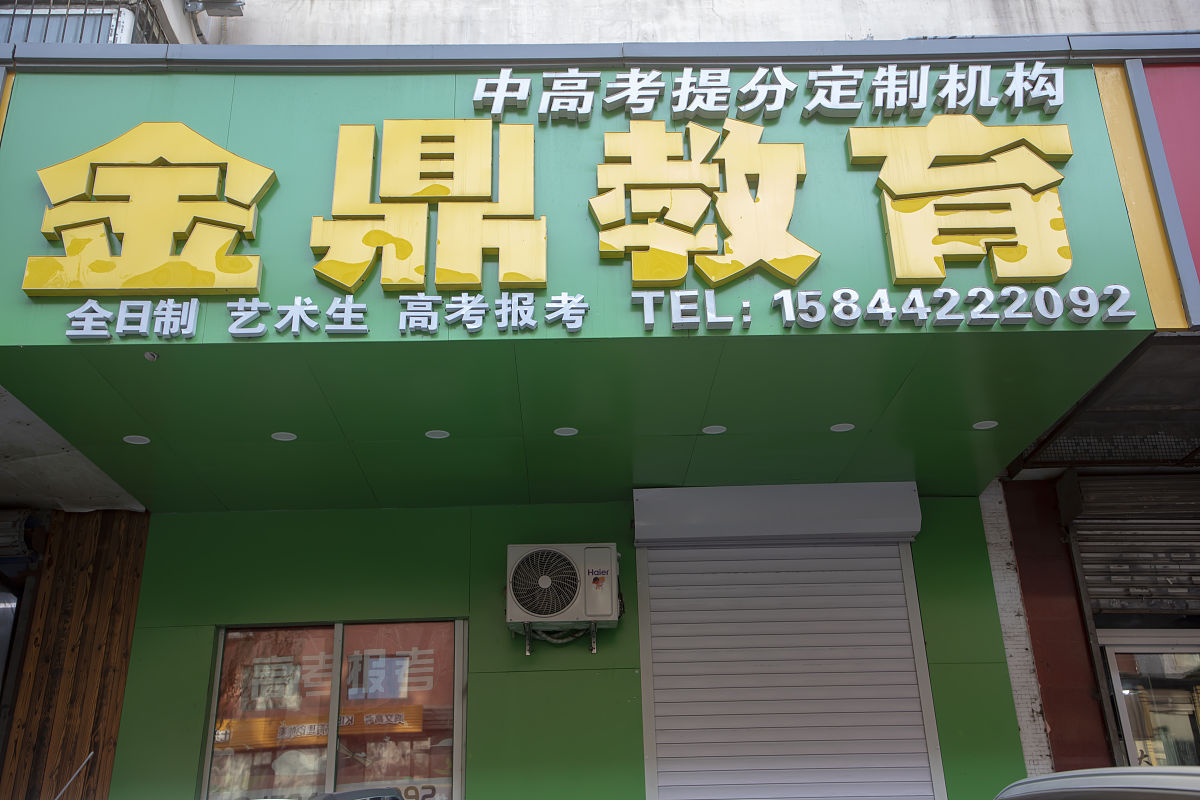 中高考提分定制机构
金鼎教育
全日制 艺术生 高考报考 TEL: 15844222092
Haier
高考报考